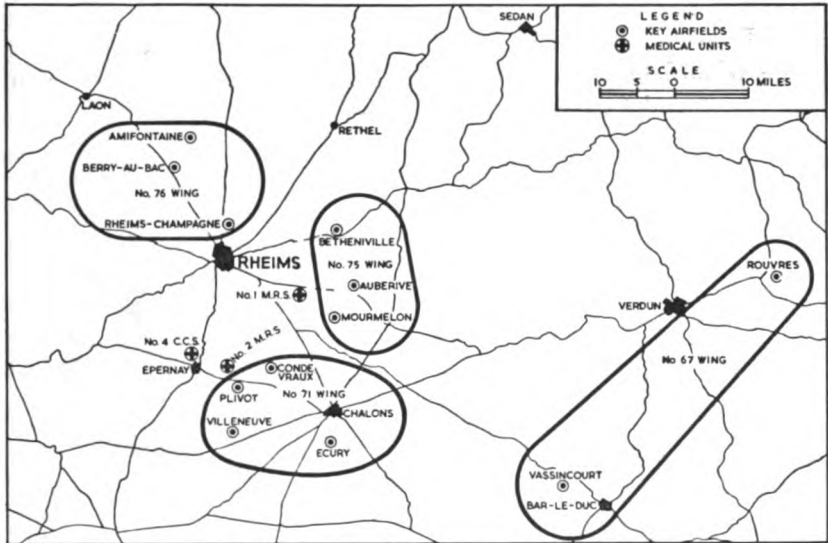 SEDAN
LEGEND
KEY AIRFIELDS
MEDICAL UNITS
SCALE
10 5 0 10 MILES
LAON
RETHEL
AMIFONTAINE
BERRY-AU-BAC
No. 76 WING
RHEIMS-CHAMPAGNE
RHEIMS
BETHENIVILLE
No. 75 WING
AUBERIVE
MOURMELON
No. 1 M.R.S.
ROUVRES
VERDUN
No 67 WING
No. 4 C.C.S.
No. 2 M.R.S
EPERNAY
CONDE
VRAUX
PLIVOT
No 71 WING
CHALONS
VILLENEUVE
ECURY
VASSINCOURT
BAR-LE-DUC